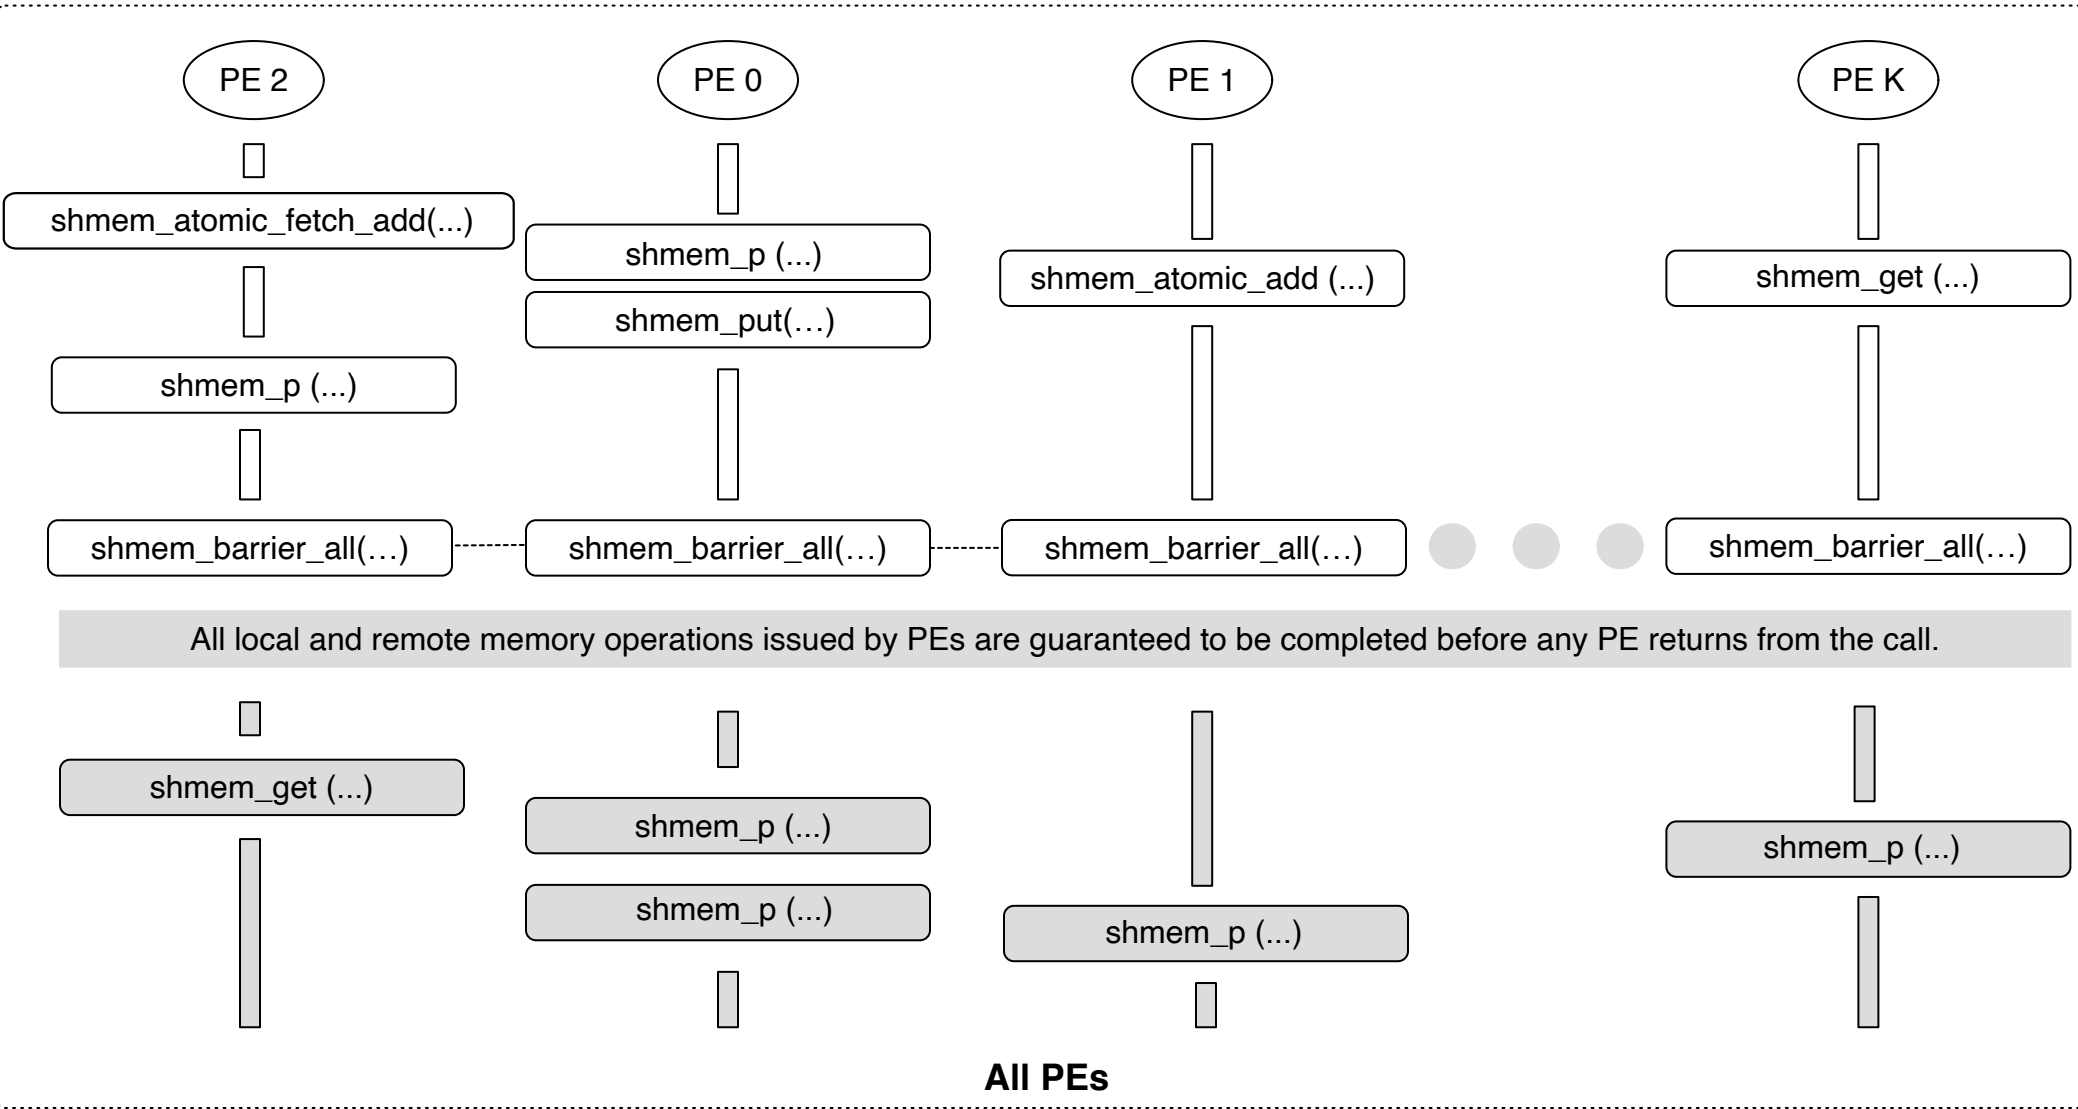 PE 2
PE 0
PE 1
PE K
shmem_atomic_fetch_add(...)
shmem_p (...)
shmem_atomic_add (...)
shmem_get (...)
shmem_put(…)
shmem_p (...)
shmem_barrier_all(…)
shmem_barrier_all(…)
shmem_barrier_all(…)
shmem_barrier_all(…)
All local and remote memory operations issued by PEs are guaranteed to be completed before any PE returns from the call.
shmem_get (...)
shmem_p (...)
shmem_p (...)
shmem_p (...)
shmem_p (...)
All PEs